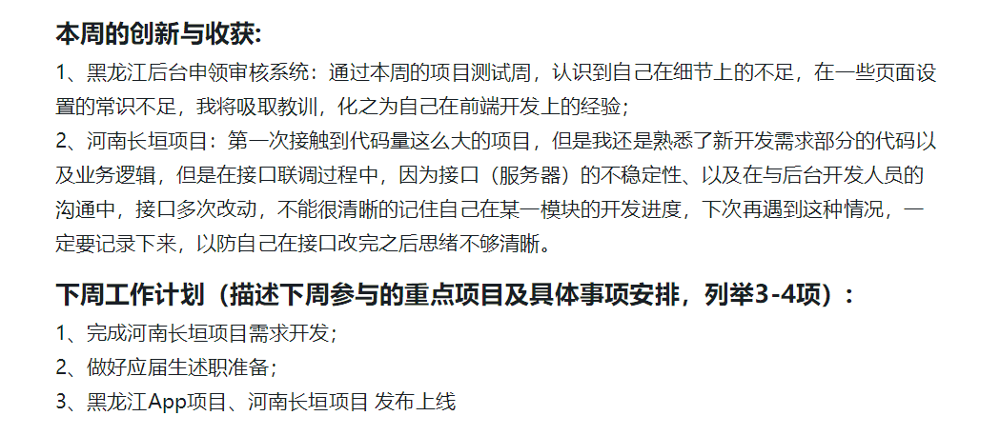 本周的创新与收获:
1、黑龙江后台申领审核系统：通过本周的项目测试周，认识到自己在细节上的不足，在一些页面设
置的常识不足，我将吸取教训，化之为自己在前端开发上的经验；
2、河南长垣项目：第一次接触到代码量这么大的项目，但是我还是熟悉了新开发需求部分的代码以
及业务逻辑，但是在接口联调过程中，因为接口（服务器）的不稳定性、以及在与后台开发人员的
沟通中，接口多次改动，不能很清晰的记住自己在某一模块的开发进度，下次再遇到这种情况，一
定要记录下来，以防自己在接口改完之后思绪不够清晰。
下周工作计划（描述下周参与的重点项目及具体事项安排，列举3-4项）:
1、完成河南长垣项目需求开发；
2、做好应届生述职准备；
3、黑龙江App项目、河南长垣项目 发布上线